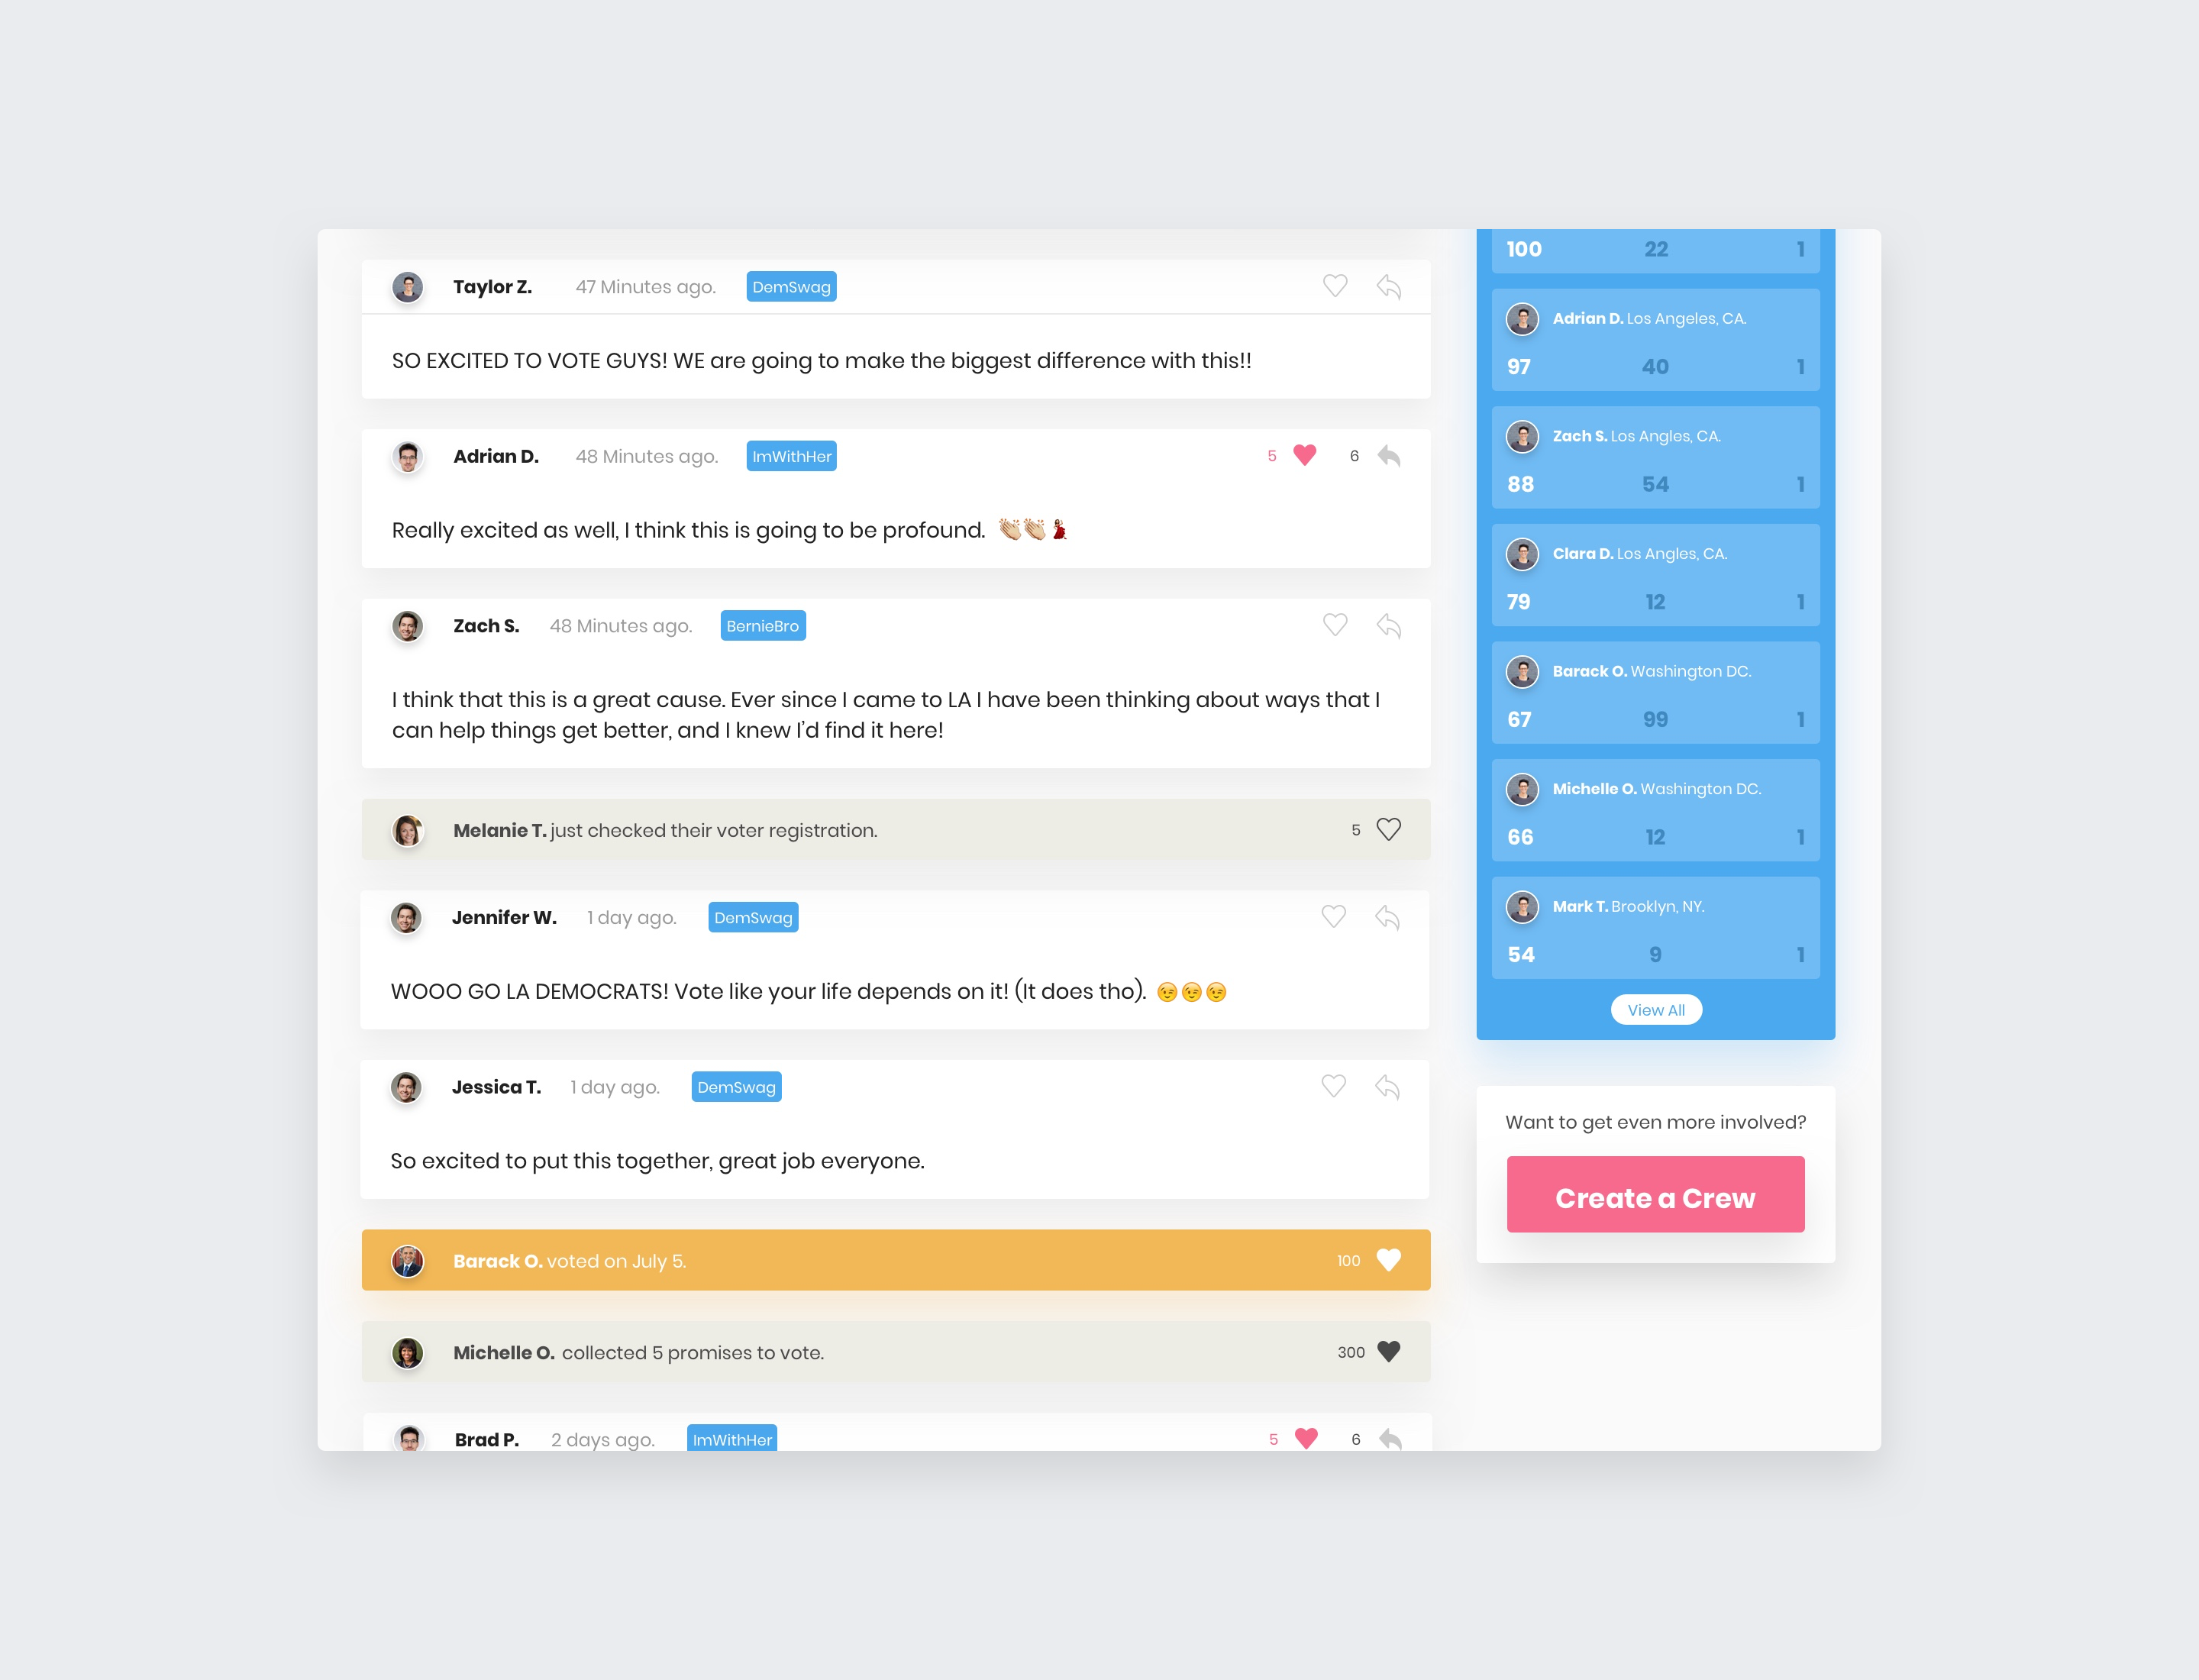 Taylor Z. 47 Minutes ago. DemSwag
SO EXCITED TO VOTE GUYS! WE are going to make the biggest difference with this!!
Adrian D. 48 Minutes ago. ImWithHer 5 6
Really excited as well, I think this is going to be profound. 👏🏼👏🏼💃
Zach S. 48 Minutes ago. BernieBro
I think that this is a great cause. Ever since I came to LA I have been thinking about ways that I
can help things get better, and I knew I'd find it here!
Melanie T. just checked their voter registration. 5
Jennifer W. 1 day ago. DemSwag
WOOO GO LA DEMOCRATS! Vote like your life depends on it! (It does tho). 😉😉😉
Jessica T. 1 day ago. DemSwag
So excited to put this together, great job everyone.
Barack O. voted on July 5. 100
Michelle O. collected 5 promises to vote. 300
Brad P. 2 days ago. ImWithHer 5 6
100 22 1
Adrian D. Los Angeles, CA.
97 40 1
Zach S. Los Angles, CA.
88 54 1
Clara D. Los Angles, CA.
79 12 1
Barack O. Washington DC.
67 99 1
Michelle O. Washington DC.
66 12 1
Mark T. Brooklyn, NY.
54 9 1
View All
Want to get even more involved?
Create a Crew